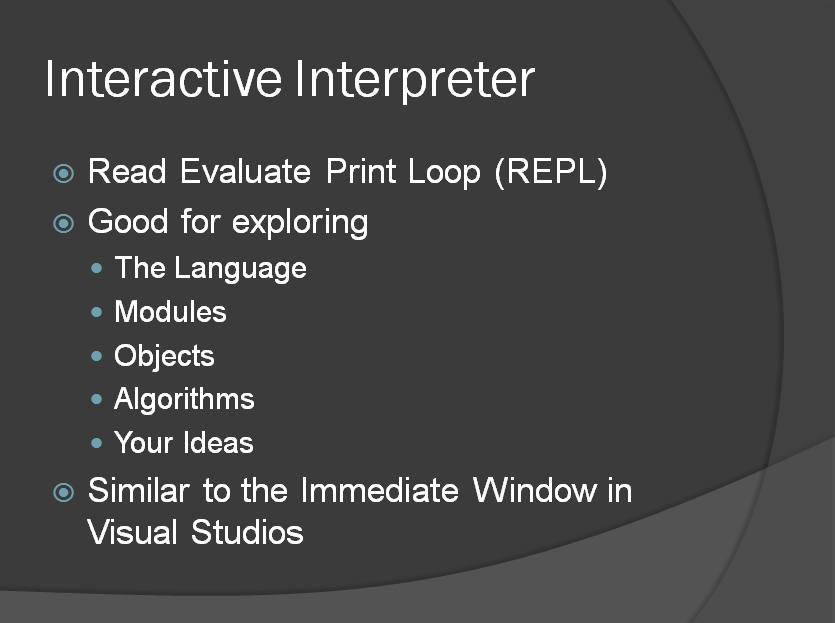 Interactive Interpreter
Read Evaluate Print Loop (REPL)
Good for exploring
The Language
Modules
Objects
Algorithms
Your Ideas
Similar to the Immediate Window in
Visual Studios